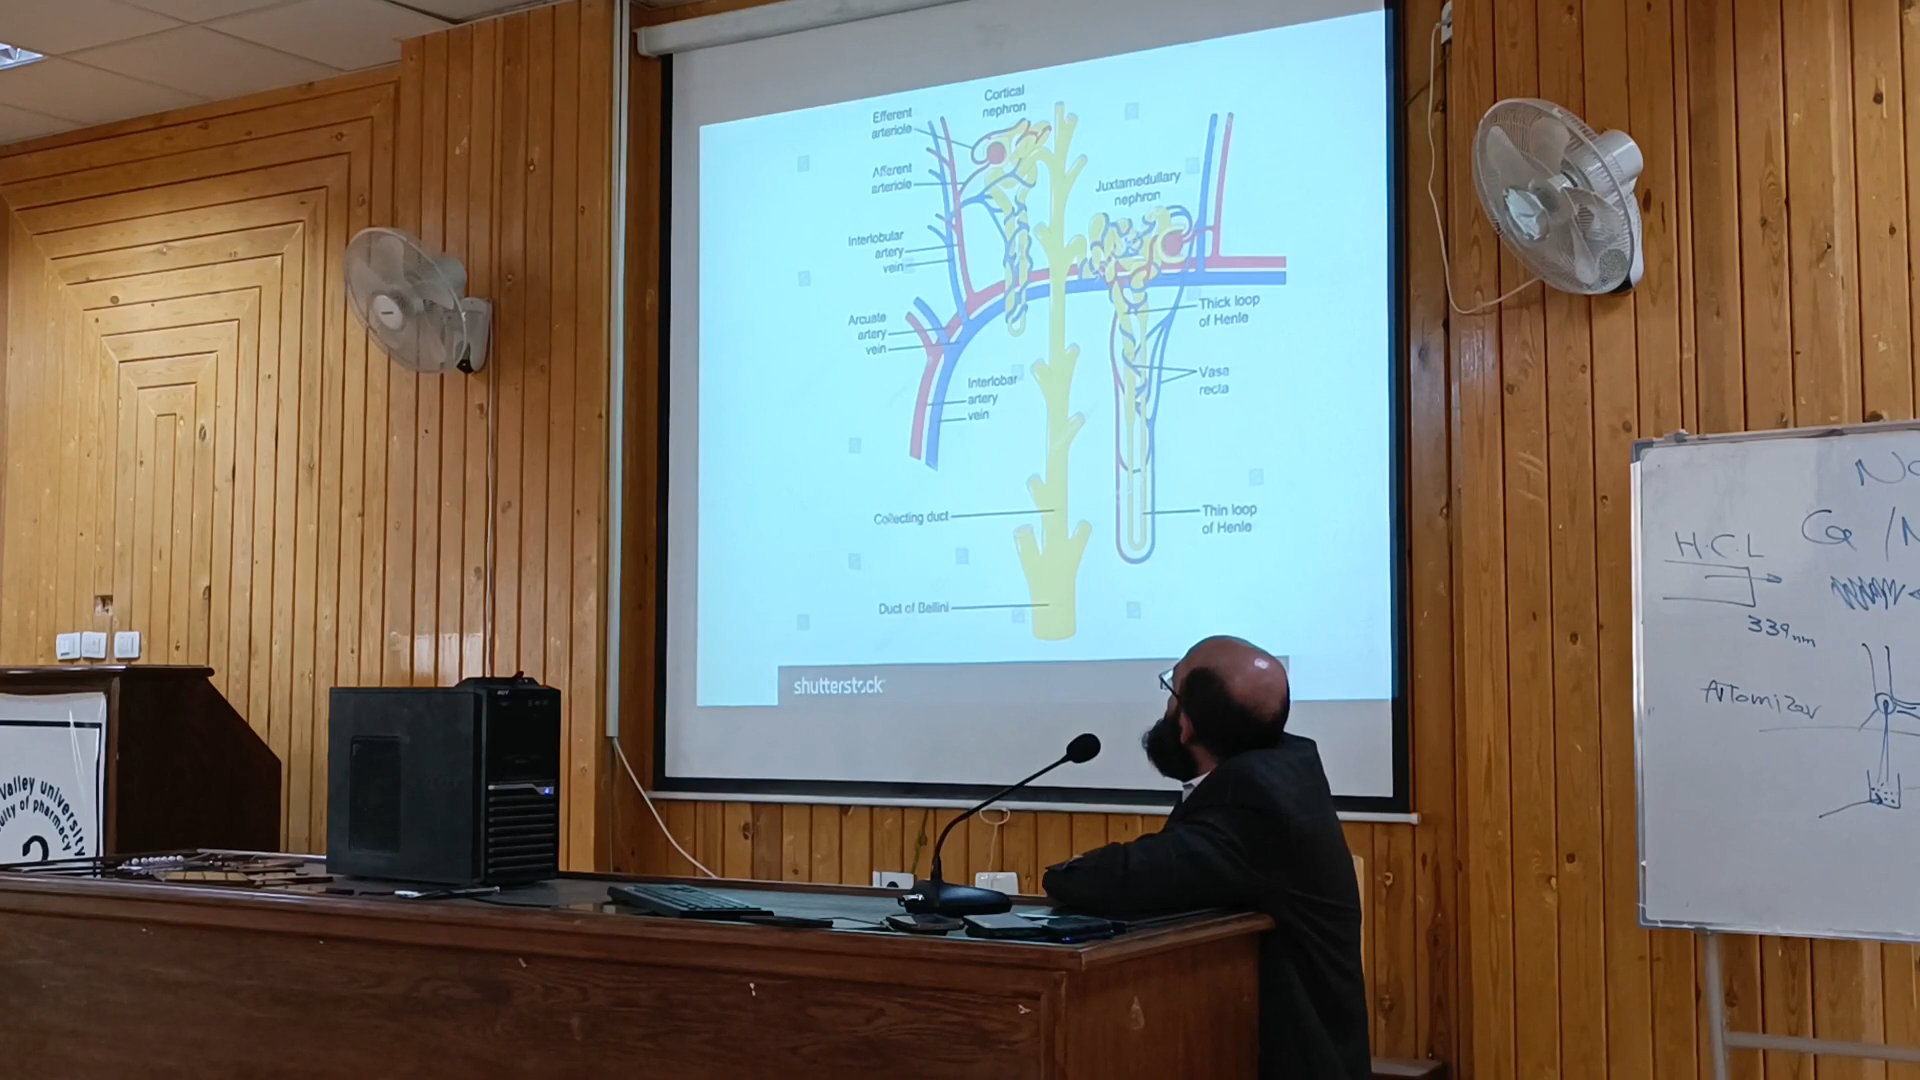 Cortical
nephron
Efferent
arteriole
Afferent
arteriole
Juxtamedullary
nephron
Interlobular
artery
vein
Thick loop
of Henle
Arcuate
artery
vein
Vasa
recta
Interlobar
artery
vein
Collecting duct
Thin loop
of Henle
Duct of Bellini
shutterstock
Valley university
pharmacy
H.C.L
339nm
Atomizer